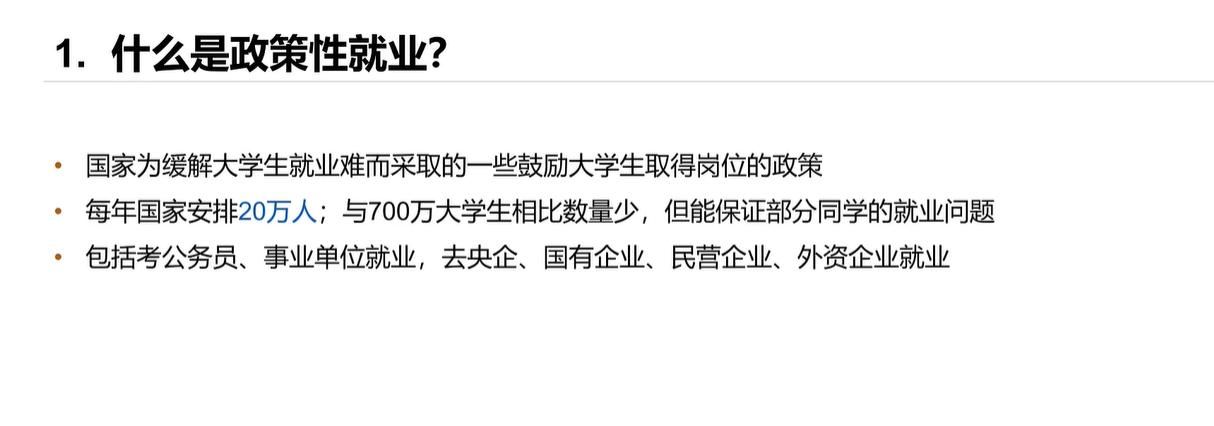 1. 什么是政策性就业？
• 国家为缓解大学生就业难而采取的一些鼓励大学生取得岗位的政策
• 每年国家安排20万人；与700万大学生相比数量少，但能保证部分同学的就业问题
• 包括考公务员、事业单位就业，去央企、国有企业、民营企业、外资企业就业